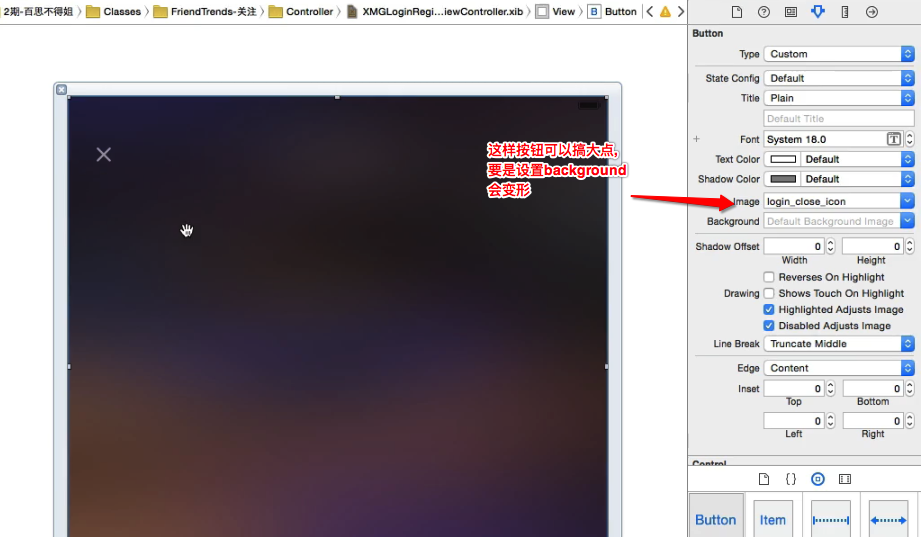 2期-百思不得姐 〉 Classes 〉 FriendTrends-关注 〉 Controller 〉 XMGLoginRegi...iewController.xib 〉 View 〉 B Button
这样按钮可以搞大点,
要是设置background
会变形
Button
Type Custom
State Config Default
Title Plain
Default Title
Font System 18.0
Text Color Default
Shadow Color Default
Image login_close_icon
Background Default Background Image
Shadow Offset 0 0
Width Height
Reverses On Highlight
Drawing Shows Touch On Highlight
Highlighted Adjusts Image
Disabled Adjusts Image
Line Break Truncate Middle
Edge Content
Inset 0 0
Top Bottom
0 0
Left Right
Control
Button Item